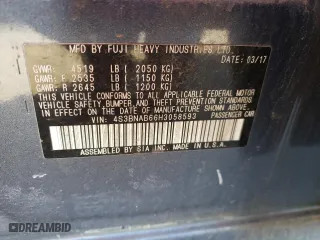 MFD BY FUJI HEAVY INDUSTRIES LTD.
DATE: 03/17
GVWR: 4519 LB ( 2050 KG)
GAWR: F 2535 LB ( 1150 KG)
GAWR: R 2645 LB ( 1200 KG)
THIS VEHICLE CONFORMS TO ALL APPLICABLE FEDERAL MOTOR
VEHICLE SAFETY, BUMPER, AND THEFT PREVENTION STANDARDS
IN EFFECT ON THE DATE OF MANUFACTURE SHOWN ABOVE.
VIN: 4S3BNAB66H3058593 PASSENGER CAR
ASSEMBLED BY SIA INC. MADE IN U.S.A.
© DREAMBID
IAAI.BID